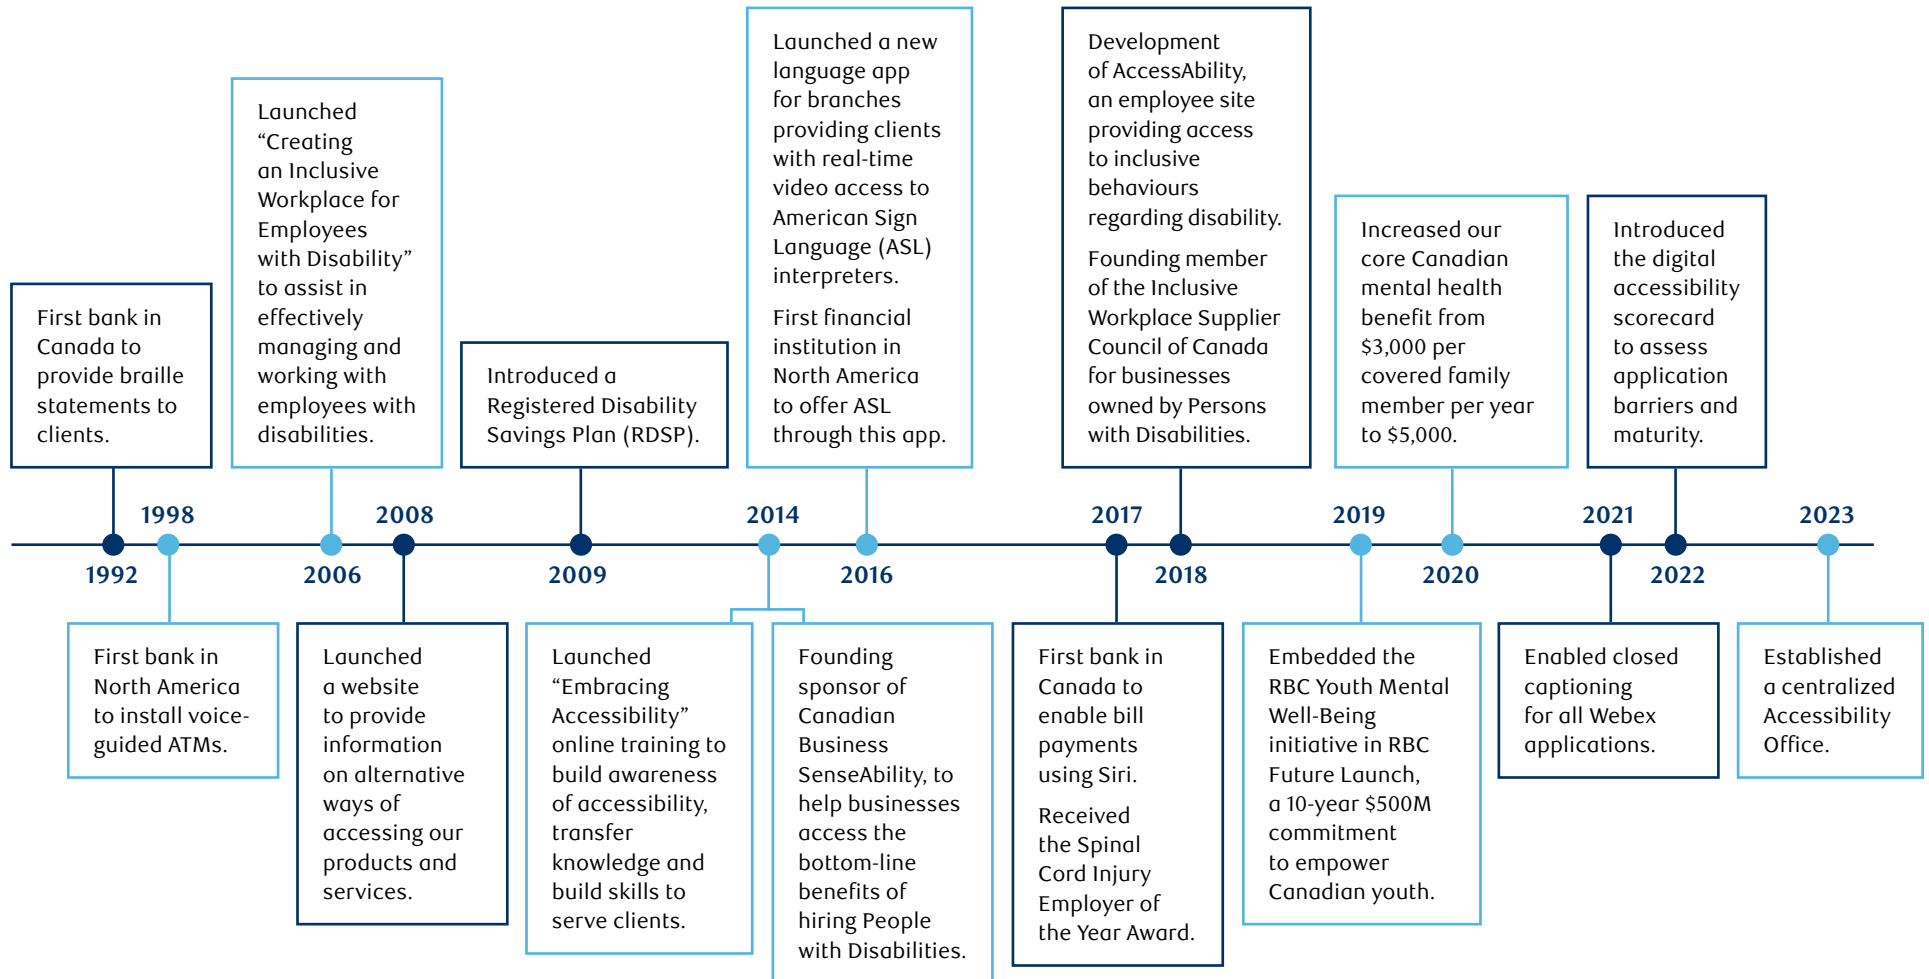 First bank in
Canada to
provide braille
statements to
clients.
Launched
“Creating
an Inclusive
Workplace for
Employees
with Disability”
to assist in
effectively
managing and
working with
employees with
disabilities.
Introduced a
Registered Disability
Savings Plan (RDSP).
Launched a new
language app
for branches
providing clients
with real-time
video access to
American Sign
Language (ASL)
interpreters.
First financial
institution in
North America
to offer ASL
through this app.
Development
of AccessAbility,
an employee site
providing access
to inclusive
behaviours
regarding disability.
Founding member
of the Inclusive
Workplace Supplier
Council of Canada
for businesses
owned by Persons
with Disabilities.
Increased our
core Canadian
mental health
benefit from
$3,000 per
covered family
member per year
to $5,000.
Introduced
the digital
accessibility
scorecard
to assess
application
barriers and
maturity.
1998
2008
2014
2017
2019
2021
2023
1992
2006
2009
2016
2018
2020
2022
First bank in
North America
to install voice-
guided ATMs.
Launched
a website
to provide
information
on alternative
ways of
accessing our
products and
services.
Launched
“Embracing
Accessibility”
online training to
build awareness
of accessibility,
transfer
knowledge and
build skills to
serve clients.
Founding
sponsor of
Canadian
Business
SenseAbility, to
help businesses
access the
bottom-line
benefits of
hiring People
with Disabilities.
First bank in
Canada to
enable bill
payments
using Siri.
Received
the Spinal
Cord Injury
Employer of
the Year Award.
Embedded the
RBC Youth Mental
Well-Being
initiative in RBC
Future Launch,
a 10-year $500M
commitment
to empower
Canadian youth.
Enabled closed
captioning
for all Webex
applications.
Established
a centralized
Accessibility
Office.